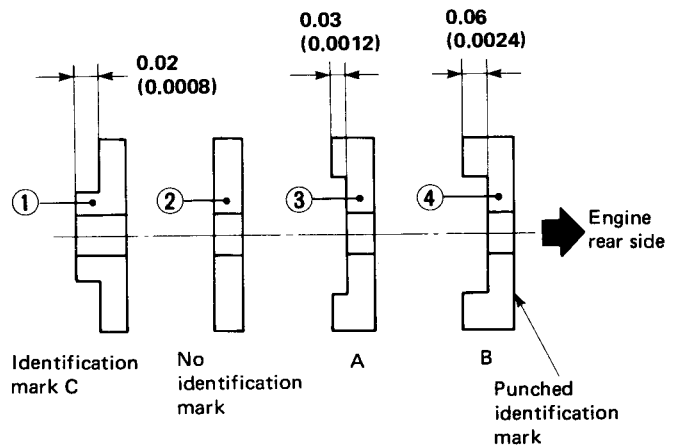 0.02
(0.0008)
0.03
(0.0012)
0.06
(0.0024)
1
2
3
4
Engine
rear side
Identification
mark C
No
identification
mark
A
B
Punched
identification
mark